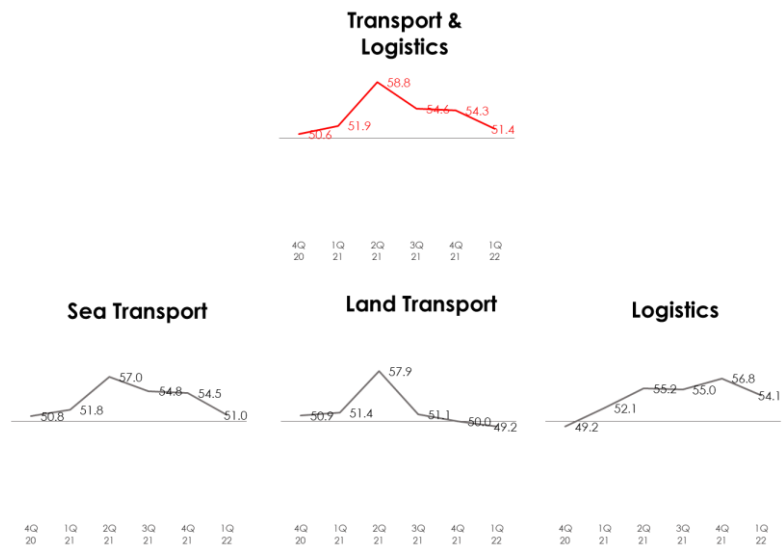 Transport &
Logistics
58.8
54.6
54.3
51.9
51.4
50.6
4Q 1Q 2Q 3Q 4Q 1Q
20 21 21 21 21 22
Sea Transport
Land Transport
Logistics
57.0
54.8
54.5
51.8
50.8
51.0
57.9
51.4
50.9
51.1
50.0
49.2
56.8
55.2
55.0
54.1
52.1
49.2
4Q 1Q 2Q 3Q 4Q 1Q
20 21 21 21 21 22
4Q 1Q 2Q 3Q 4Q 1Q
20 21 21 21 21 22
4Q 1Q 2Q 3Q 4Q 1Q
20 21 21 21 21 22